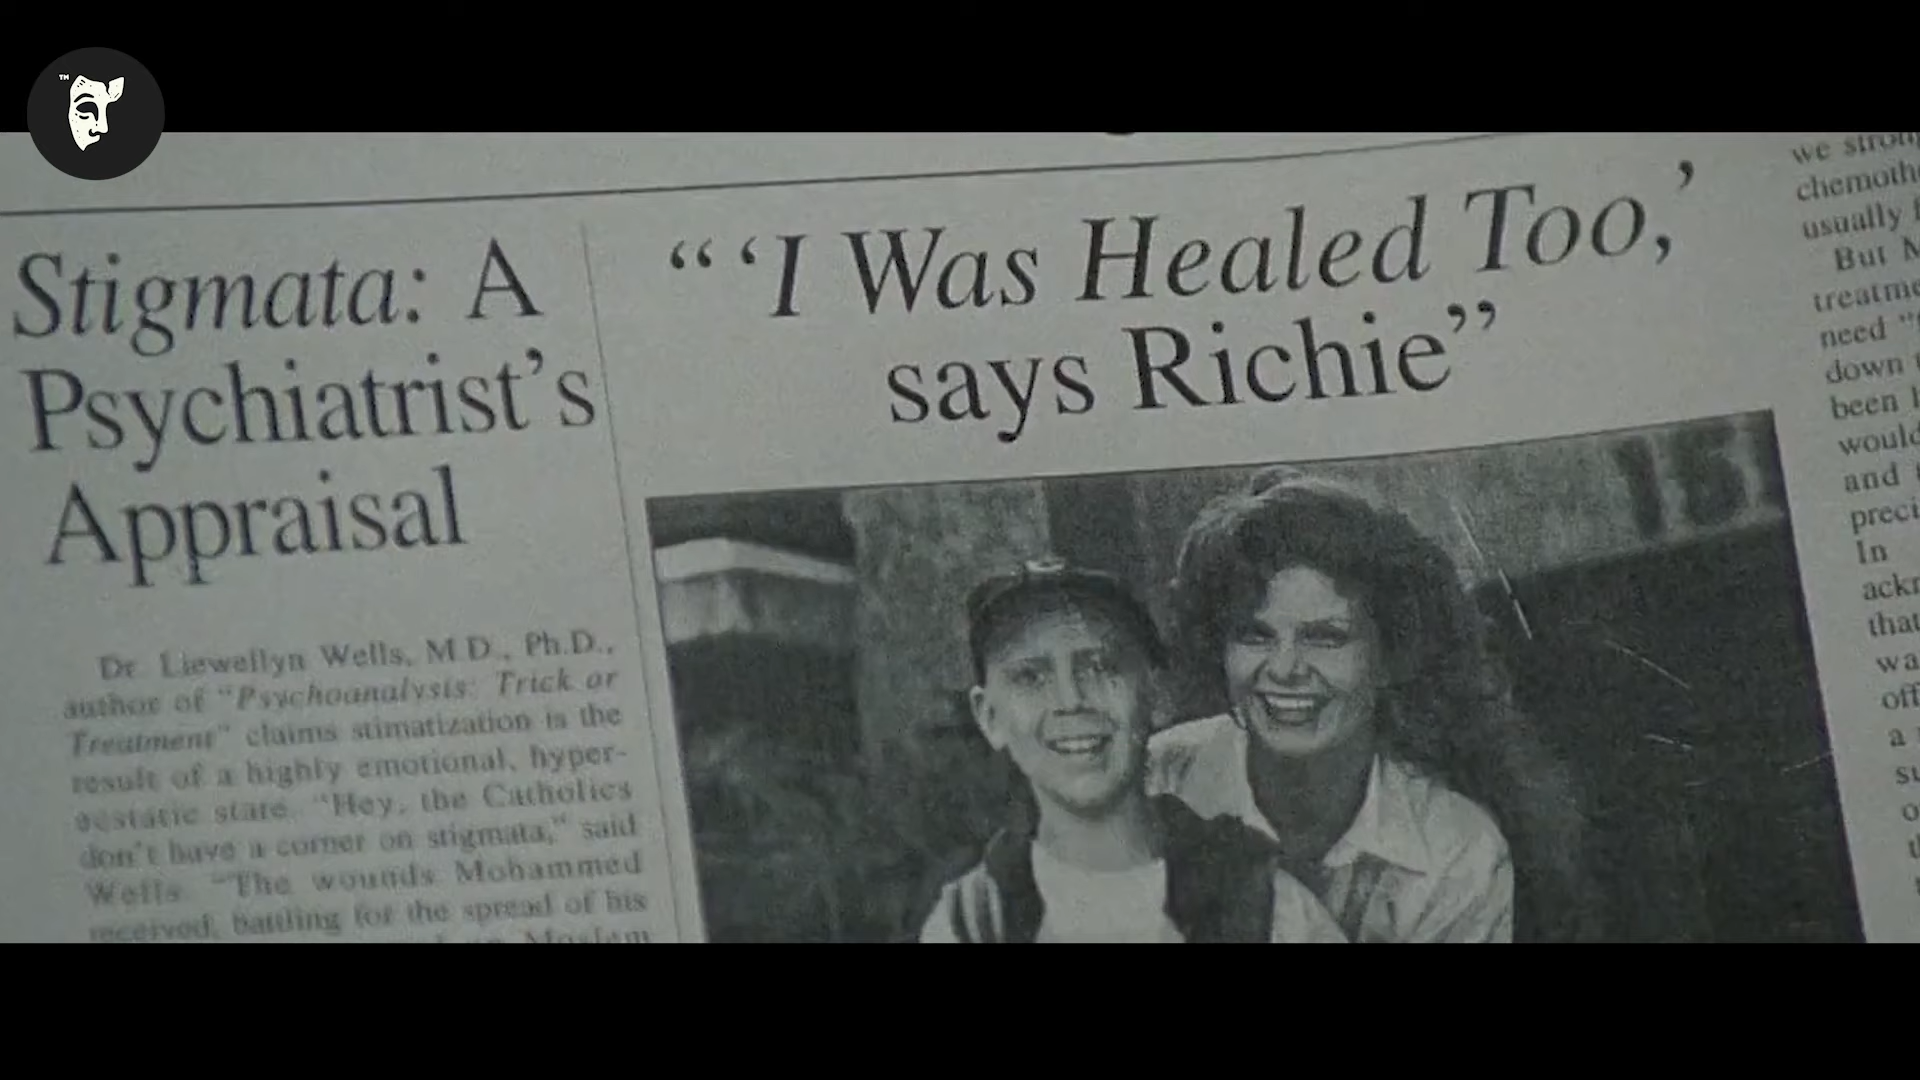 TM
Stigmata: A
Psychiatrist's
Appraisal
Dr Llewellyn Wells, M.D., Ph.D.,
author of "Psychoanalysis: Trick or
Treatment" claims stimatization is the
result of a highly emotional, hyper-
ecstatic state. "Hey, the Catholics
don't have a corner on stigmata," said
Wells. "The wounds Mohammed
received, battling for the spread of his
Moslem
"'I Was Healed Too,'
says Richie"
we
usually
But
need
down
been
would
and
In
that
a